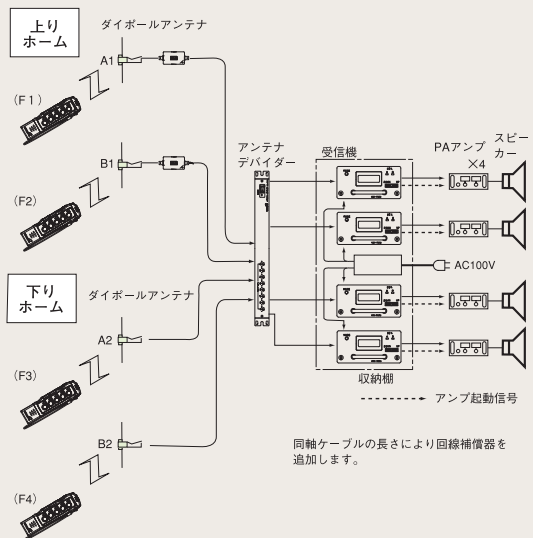 上り
ホーム
ダイポールアンテナ
A1
(F1)
B1
(F2)
アンテナ
デバイダー
受信機
PAアンプ
×4
スピー
カー
AC100V
下り
ホーム
ダイポールアンテナ
A2
(F3)
B2
(F4)
収納棚
アンプ起動信号
同軸ケーブルの長さにより回線補償器を
追加します。